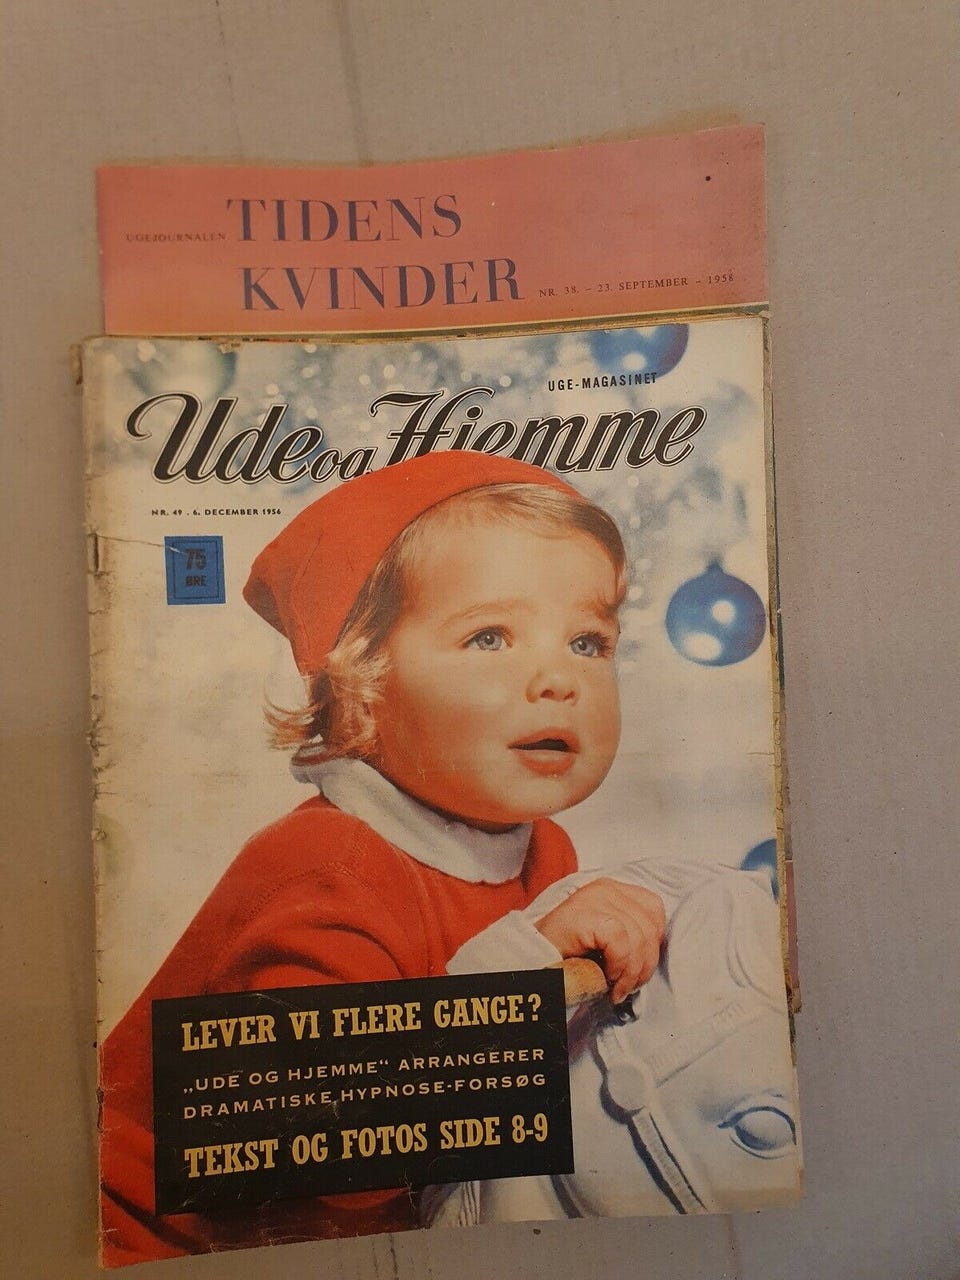 UGEJOURNALEN TIDENS
KVINDER NR. 38. – 23. SEPTEMBER – 1958
UGE-MAGASINET
Ude og Hjemme
NR. 49 . 6. DECEMBER 1956
75
ØRE
LEVER VI FLERE GANGE?
„UDE OG HJEMME“ ARRANGERER
DRAMATISKE HYPNOSE-FORSØG
TEKST OG FOTOS SIDE 8-9